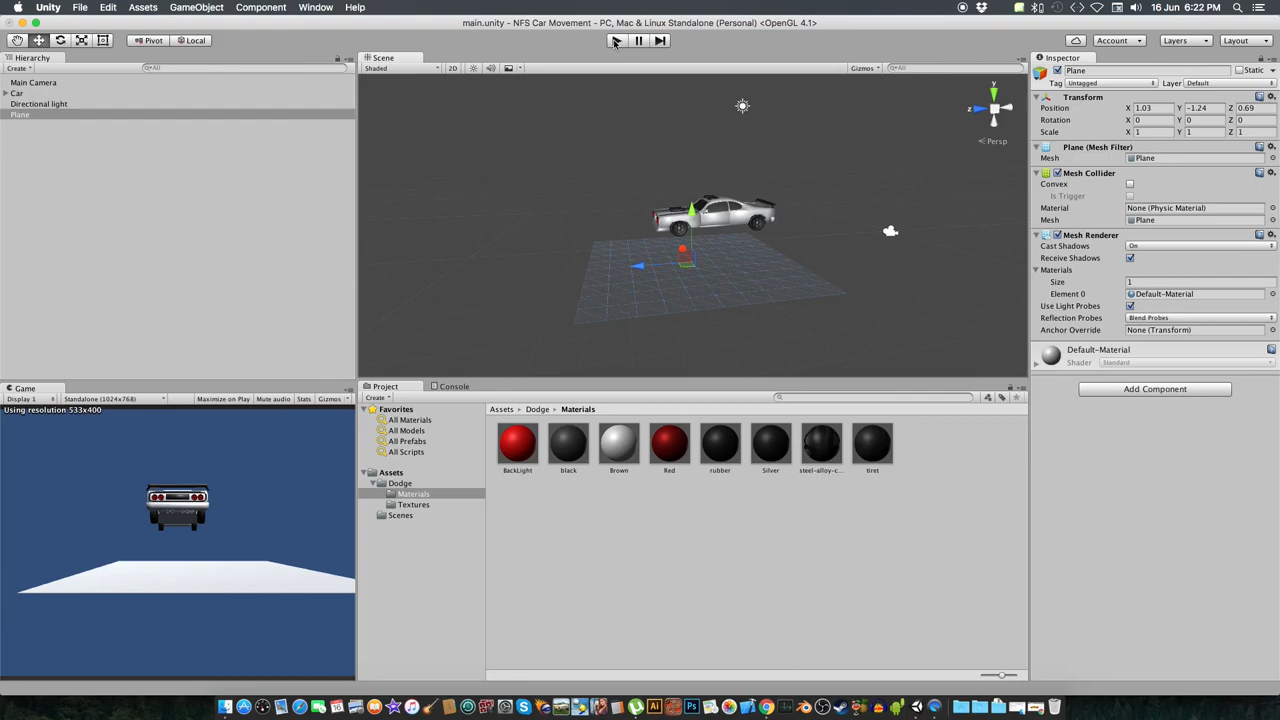 Unity File Edit Assets GameObject Component Window Help
16 Jun 6:22 PM
main.unity - NFS Car Movement - PC, Mac & Linux Standalone (Personal) <OpenGL 4.1>
Pivot Local Account Layers Layout
Hierarchy
Create All
Main Camera
Car
Directional light
Plane
Scene
Shaded 2D Gizmos All
y
z
Persp
Inspector
Plane Static
Tag Untagged Layer Default
Transform
Position X 1.03 Y -1.24 Z 0.69
Rotation X 0 Y 0 Z 0
Scale X 1 Y 1 Z 1
Plane (Mesh Filter)
Mesh Plane
Mesh Collider
Convex
Is Trigger
Material None (Physic Material)
Mesh Plane
Mesh Renderer
Cast Shadows On
Receive Shadows
Materials
Size 1
Element 0 Default-Material
Use Light Probes
Reflection Probes Blend Probes
Anchor Override None (Transform)
Default-Material
Shader Standard
Add Component
Game
Display 1 Standalone (1024x768) Maximize on Play Mute audio Stats Gizmos
Using resolution 533x400
Project Console
Create
Favorites
All Materials
All Models
All Prefabs
All Scripts
Assets
Dodge
Materials
Textures
Scenes
Assets Dodge Materials
BackLight black Brown Red rubber Silver steel-alloy-c... tiret